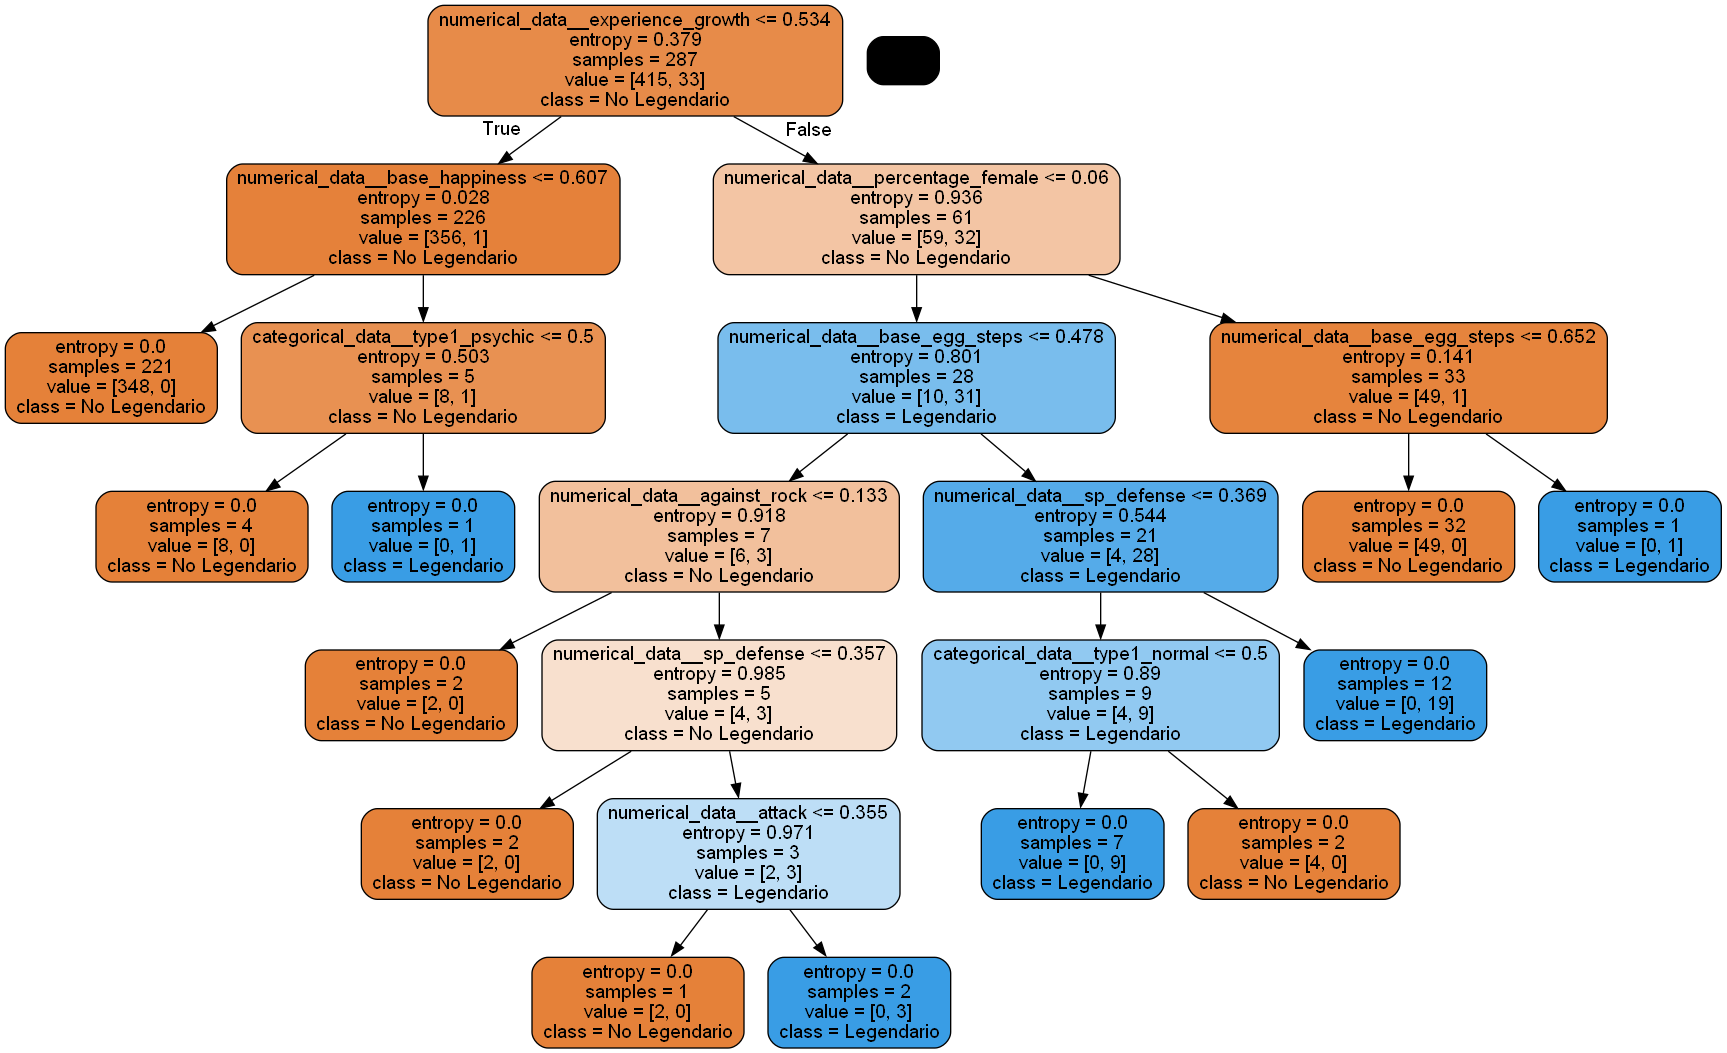 numerical_data__experience_growth <= 0.534
entropy = 0.379
samples = 287
value = [415, 33]
class = No Legendario
True
False
numerical_data__base_happiness <= 0.607
entropy = 0.028
samples = 226
value = [356, 1]
class = No Legendario
numerical_data__percentage_female <= 0.06
entropy = 0.936
samples = 61
value = [59, 32]
class = No Legendario
entropy = 0.0
samples = 221
value = [348, 0]
class = No Legendario
categorical_data__type1_psychic <= 0.5
entropy = 0.503
samples = 5
value = [8, 1]
class = No Legendario
numerical_data__base_egg_steps <= 0.478
entropy = 0.801
samples = 28
value = [10, 31]
class = Legendario
numerical_data__base_egg_steps <= 0.652
entropy = 0.141
samples = 33
value = [49, 1]
class = No Legendario
entropy = 0.0
samples = 4
value = [8, 0]
class = No Legendario
entropy = 0.0
samples = 1
value = [0, 1]
class = Legendario
numerical_data__against_rock <= 0.133
entropy = 0.918
samples = 7
value = [6, 3]
class = No Legendario
numerical_data__sp_defense <= 0.369
entropy = 0.544
samples = 21
value = [4, 28]
class = Legendario
entropy = 0.0
samples = 32
value = [49, 0]
class = No Legendario
entropy = 0.0
samples = 1
value = [0, 1]
class = Legendario
entropy = 0.0
samples = 2
value = [2, 0]
class = No Legendario
numerical_data__sp_defense <= 0.357
entropy = 0.985
samples = 5
value = [4, 3]
class = No Legendario
categorical_data__type1_normal <= 0.5
entropy = 0.89
samples = 9
value = [4, 9]
class = Legendario
entropy = 0.0
samples = 12
value = [0, 19]
class = Legendario
entropy = 0.0
samples = 2
value = [2, 0]
class = No Legendario
numerical_data__attack <= 0.355
entropy = 0.971
samples = 3
value = [2, 3]
class = Legendario
entropy = 0.0
samples = 7
value = [0, 9]
class = Legendario
entropy = 0.0
samples = 2
value = [4, 0]
class = No Legendario
entropy = 0.0
samples = 1
value = [2, 0]
class = No Legendario
entropy = 0.0
samples = 2
value = [0, 3]
class = Legendario